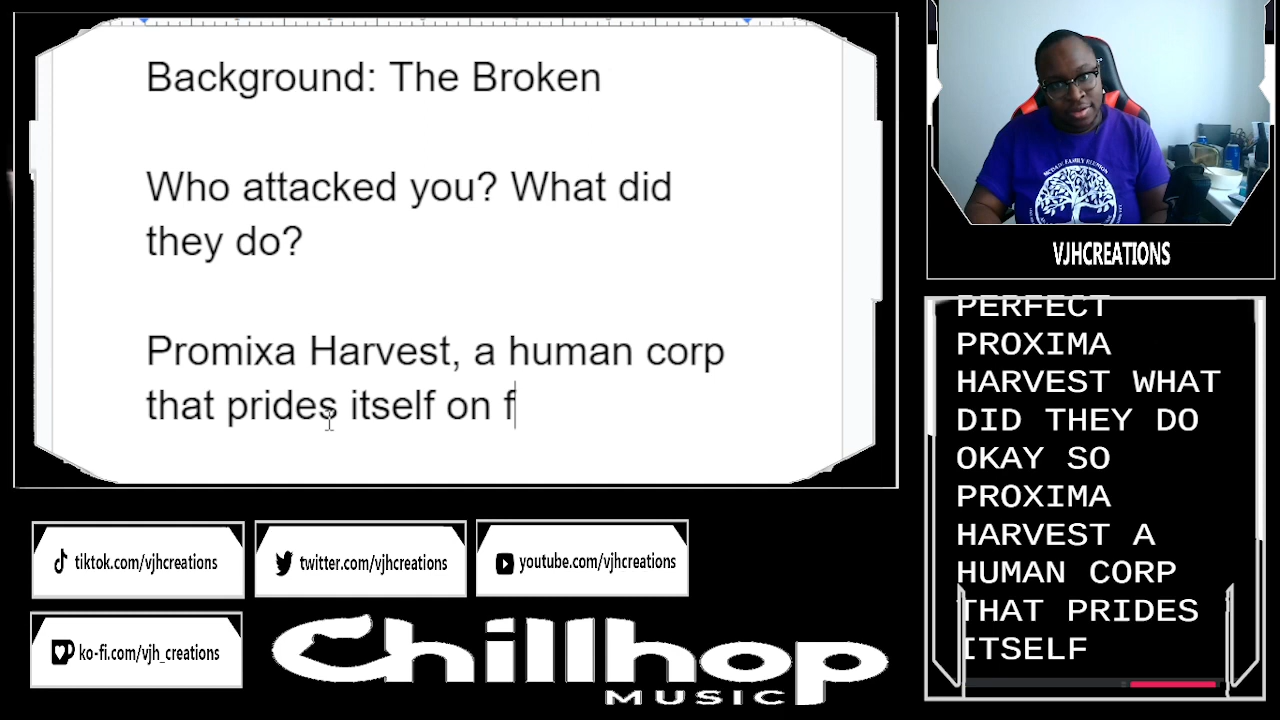 Background: The Broken
Who attacked you? What did
they do?
Promixa Harvest, a human corp
that prides itself on f
VJHCREATIONS
PERFECT
PROXIMA
HARVEST WHAT
DID THEY DO
OKAY SO
PROXIMA
HARVEST A
HUMAN CORP
THAT PRIDES
ITSELF
tiktok.com/vjhcreations
twitter.com/vjhcreations
youtube.com/vjhcreations
ko-fi.com/vjh_creations
Chillhop
MUSIC